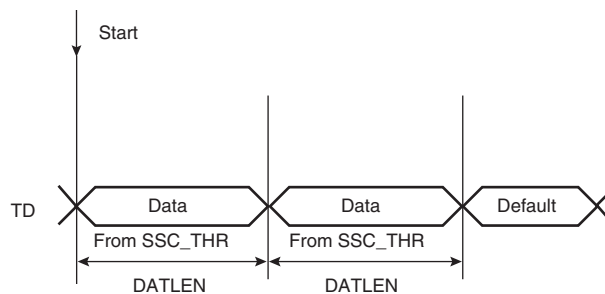 Start
TD
Data
Data
Default
From SSC_THR
From SSC_THR
DATLEN
DATLEN